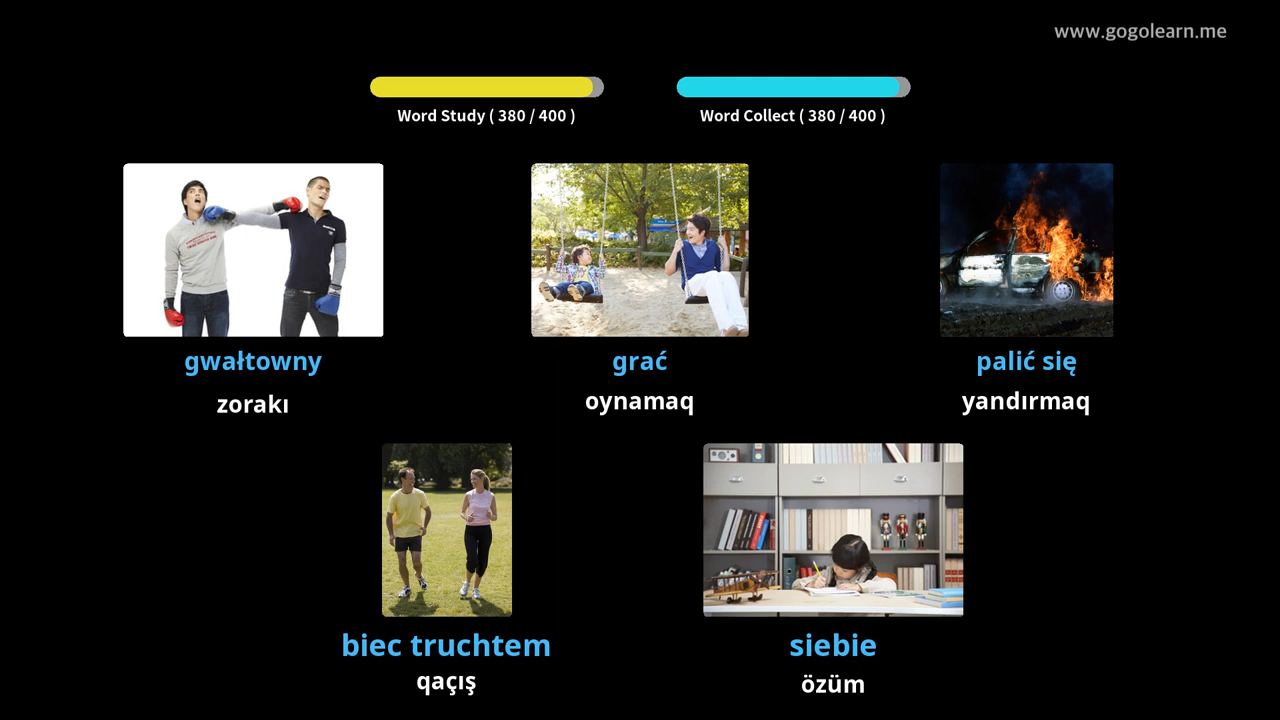 www.gogolearn.me
Word Study ( 380 / 400 )
Word Collect ( 380 / 400 )
gwałtowny
zorakı
grać
oynamaq
palić się
yandırmaq
biec truchtem
qaçış
siebie
özüm